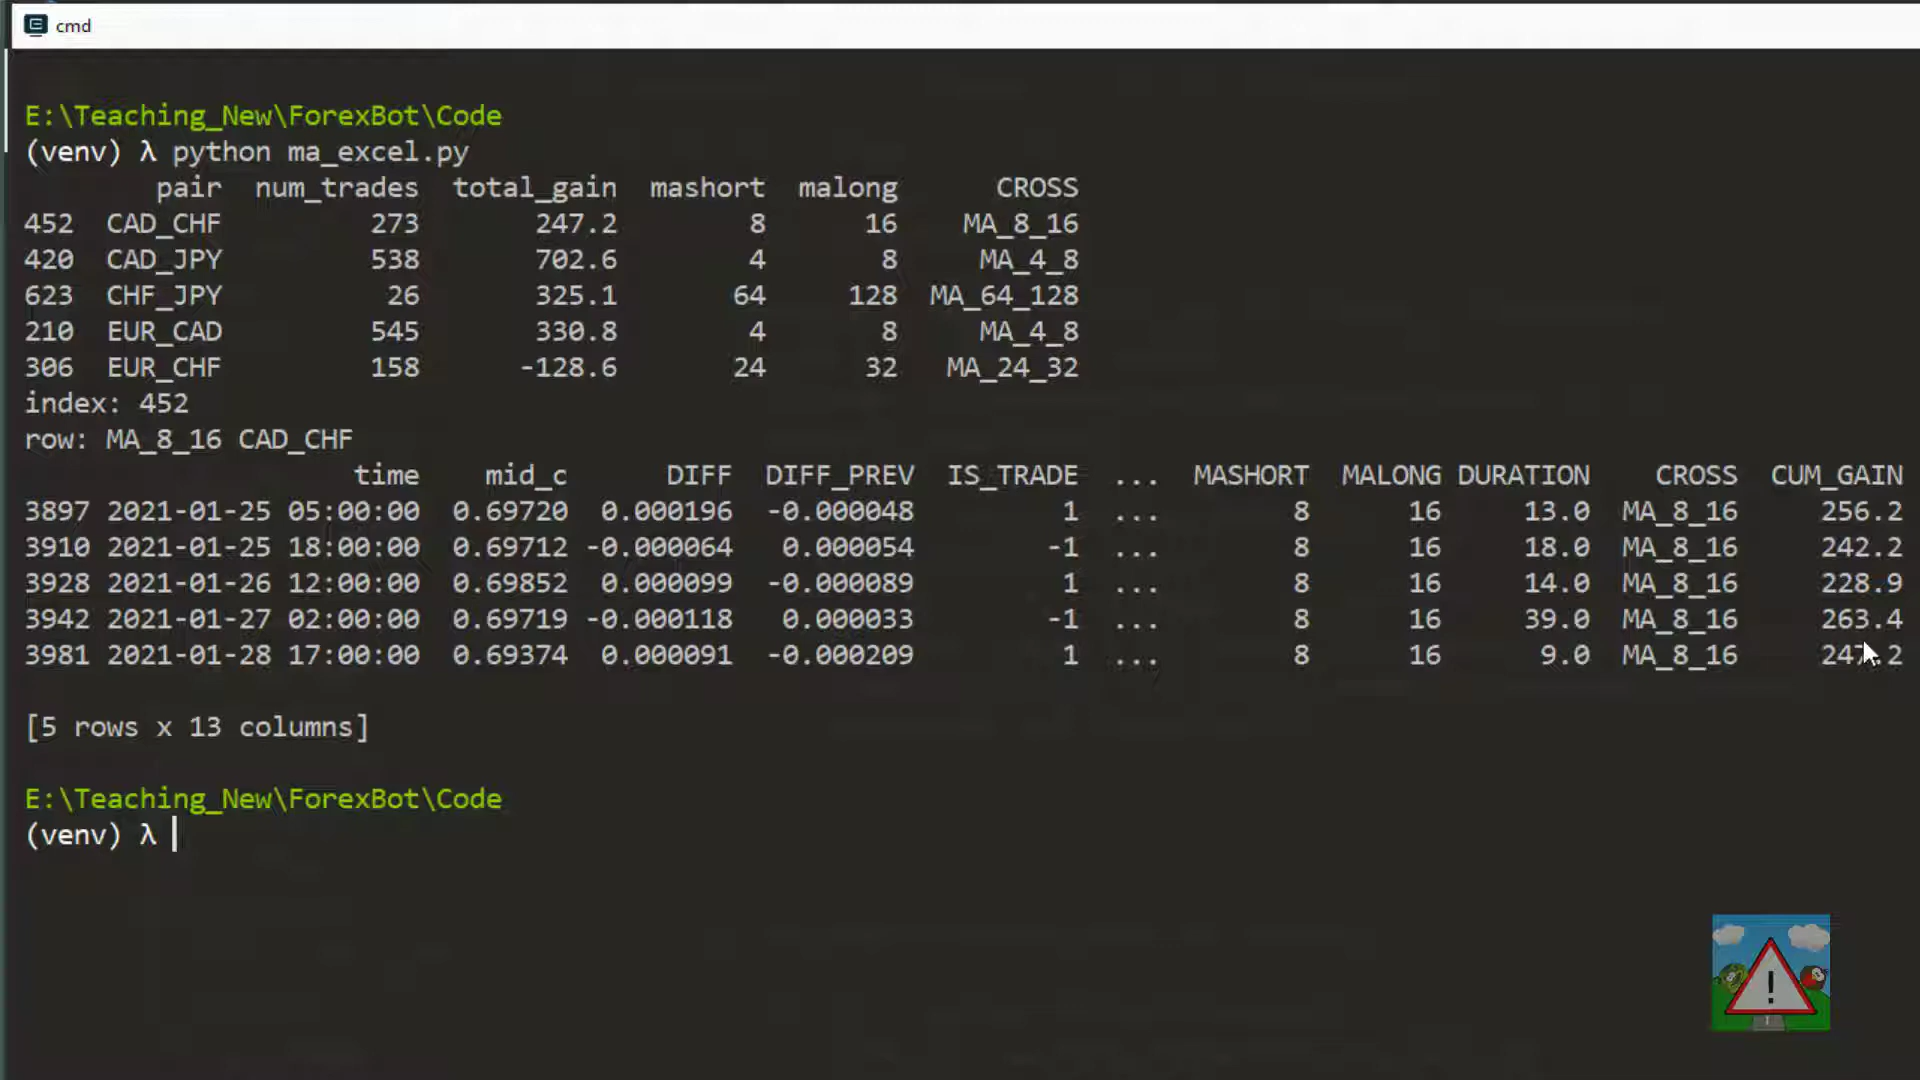 cmd
E:\Teaching_New\ForexBot\Code
(venv) λ python ma_excel.py
pair num_trades total_gain mashort malong CROSS
452 CAD_CHF 273 247.2 8 16 MA_8_16
420 CAD_JPY 538 702.6 4 8 MA_4_8
623 CHF_JPY 26 325.1 64 128 MA_64_128
210 EUR_CAD 545 330.8 4 8 MA_4_8
306 EUR_CHF 158 -128.6 24 32 MA_24_32
index: 452
row: MA_8_16 CAD_CHF
time mid_c DIFF DIFF_PREV IS_TRADE ... MASHORT MALONG DURATION CROSS CUM_GAIN
3897 2021-01-25 05:00:00 0.69720 0.000196 -0.000048 1 ... 8 16 13.0 MA_8_16 256.2
3910 2021-01-25 18:00:00 0.69712 -0.000064 0.000054 -1 ... 8 16 18.0 MA_8_16 242.2
3928 2021-01-26 12:00:00 0.69852 0.000099 -0.000089 1 ... 8 16 14.0 MA_8_16 228.9
3942 2021-01-27 02:00:00 0.69719 -0.000118 0.000033 -1 ... 8 16 39.0 MA_8_16 263.4
3981 2021-01-28 17:00:00 0.69374 0.000091 -0.000209 1 ... 8 16 9.0 MA_8_16 247.2
[5 rows x 13 columns]
E:\Teaching_New\ForexBot\Code
(venv) λ
!